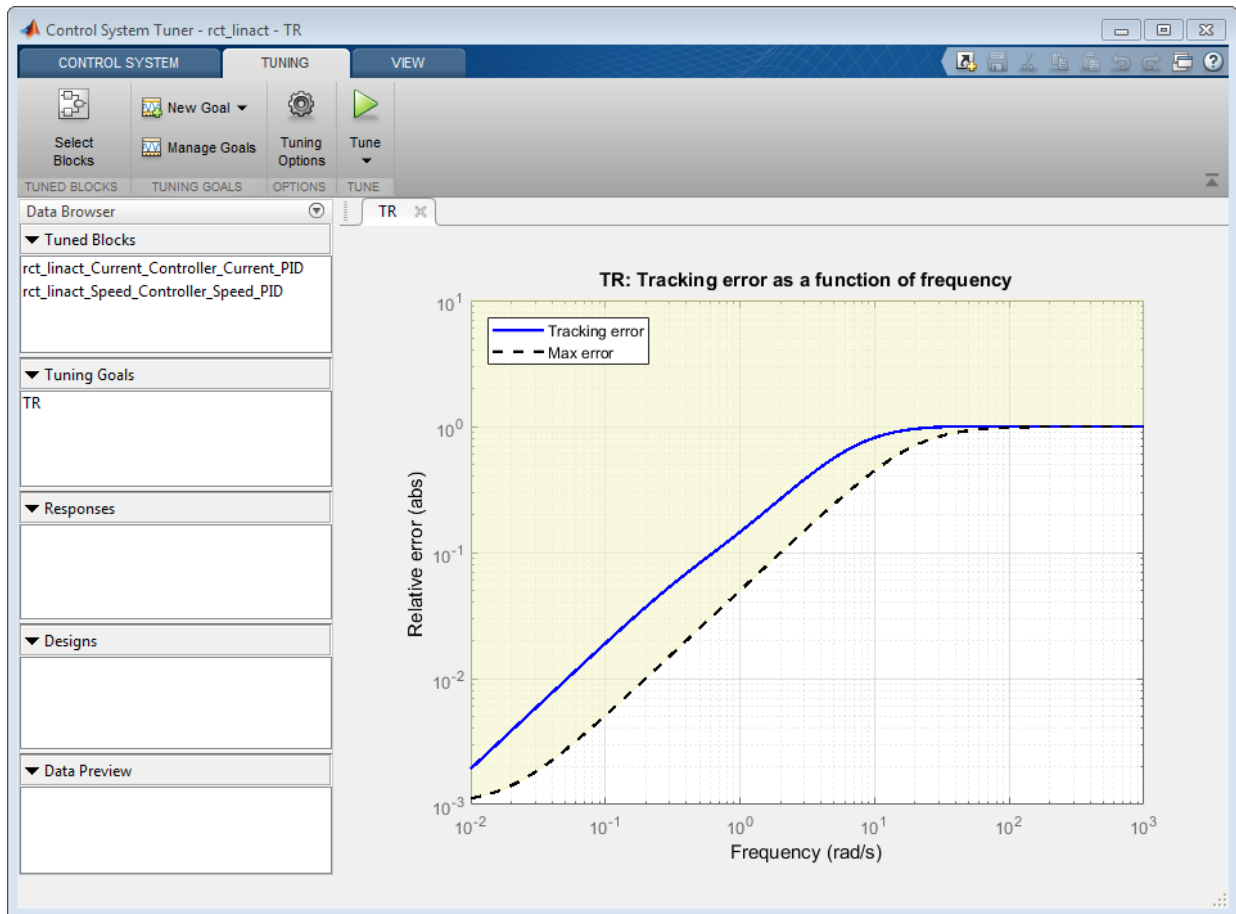 Control System Tuner - rct_linact - TR
CONTROL SYSTEM
TUNING
VIEW
?
Select
Blocks
New Goal
Manage Goals
Tuning
Options
Tune
TUNED BLOCKS
TUNING GOALS
OPTIONS
TUNE
Data Browser
Tuned Blocks
rct_linact_Current_Controller_Current_PID
rct_linact_Speed_Controller_Speed_PID
Tuning Goals
TR
Responses
Designs
Data Preview
TR
TR: Tracking error as a function of frequency
Tracking error
Max error
Relative error (abs)
10^1
10^0
10^-1
10^-2
10^-3
10^-2
10^-1
10^0
10^1
10^2
10^3
Frequency (rad/s)